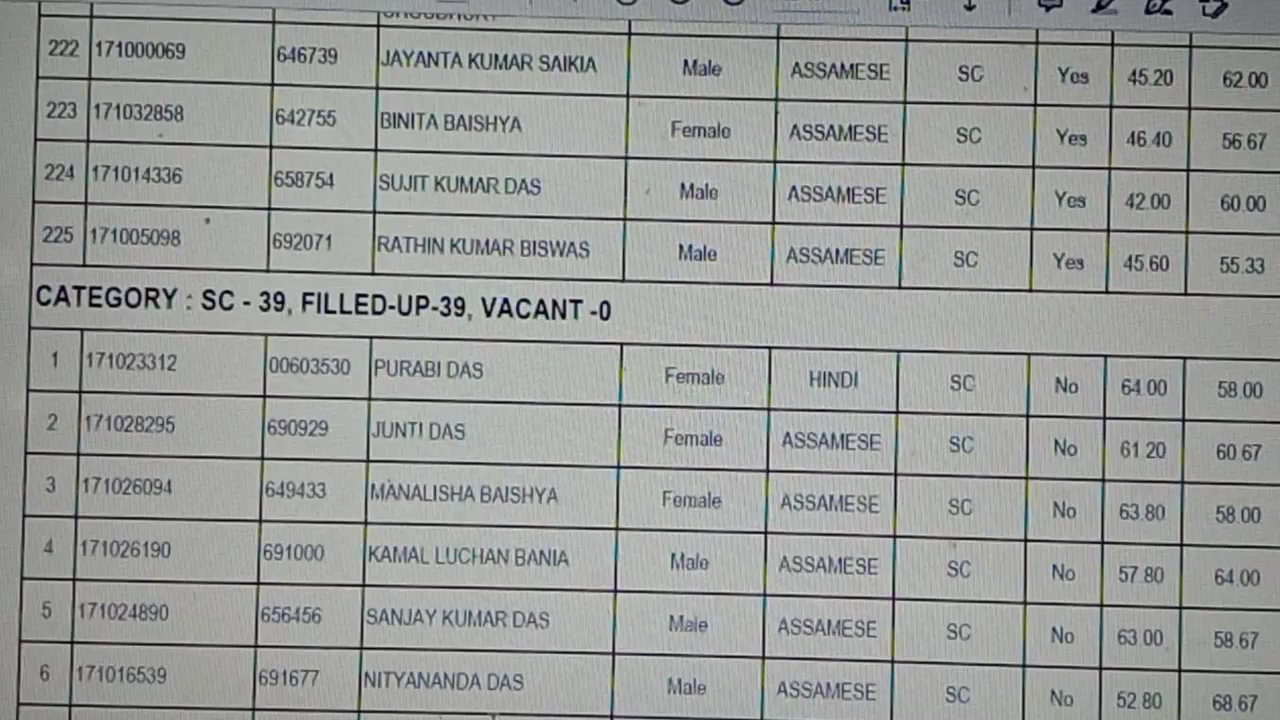 222 171000069 646739 JAYANTA KUMAR SAIKIA Male ASSAMESE SC Yes 45.20 62.00
223 171032858 642755 BINITA BAISHYA Female ASSAMESE SC Yes 46.40 56.67
224 171014336 658754 SUJIT KUMAR DAS Male ASSAMESE SC Yes 42.00 60.00
225 171005098 692071 RATHIN KUMAR BISWAS Male ASSAMESE SC Yes 45.60 55.33
CATEGORY : SC - 39, FILLED-UP-39, VACANT -0
1 171023312 00603530 PURABI DAS Female HINDI SC No 64.00 58.00
2 171028295 690929 JUNTI DAS Female ASSAMESE SC No 61.20 60.67
3 171026094 649433 MANALISHA BAISHYA Female ASSAMESE SC No 63.80 58.00
4 171026190 691000 KAMAL LUCHAN BANIA Male ASSAMESE SC No 57.80 64.00
5 171024890 656456 SANJAY KUMAR DAS Male ASSAMESE SC No 63.00 58.67
6 171016539 691677 NITYANANDA DAS Male ASSAMESE SC No 52.80 68.67